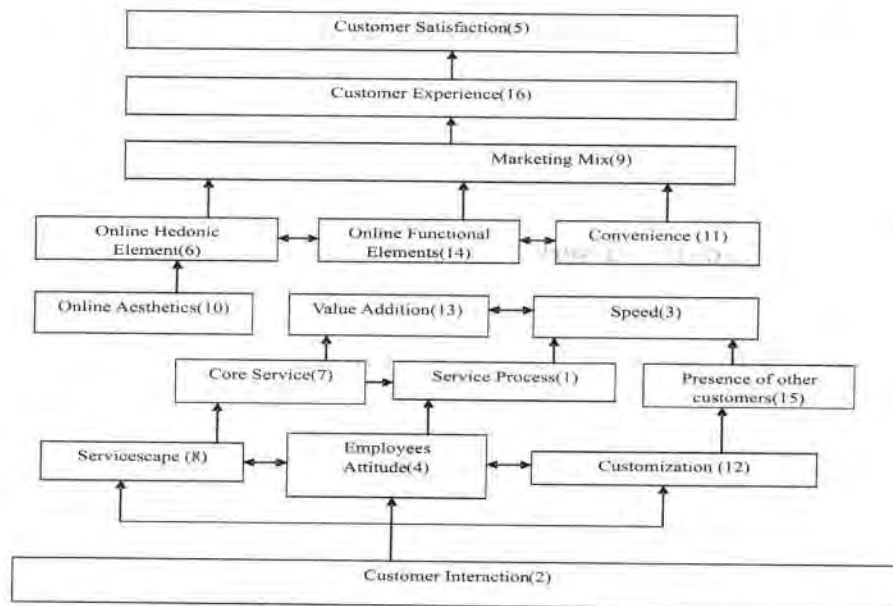 Customer Satisfaction(5)
Customer Experience(16)
Marketing Mix(9)
Online Hedonic
Element(6)
Online Functional
Elements(14)
Convenience (11)
Online Aesthetics(10)
Value Addition(13)
Speed(3)
Core Service(7)
Service Process(1)
Presence of other
customers(15)
Servicescape (8)
Employees
Attitude(4)
Customization (12)
Customer Interaction(2)